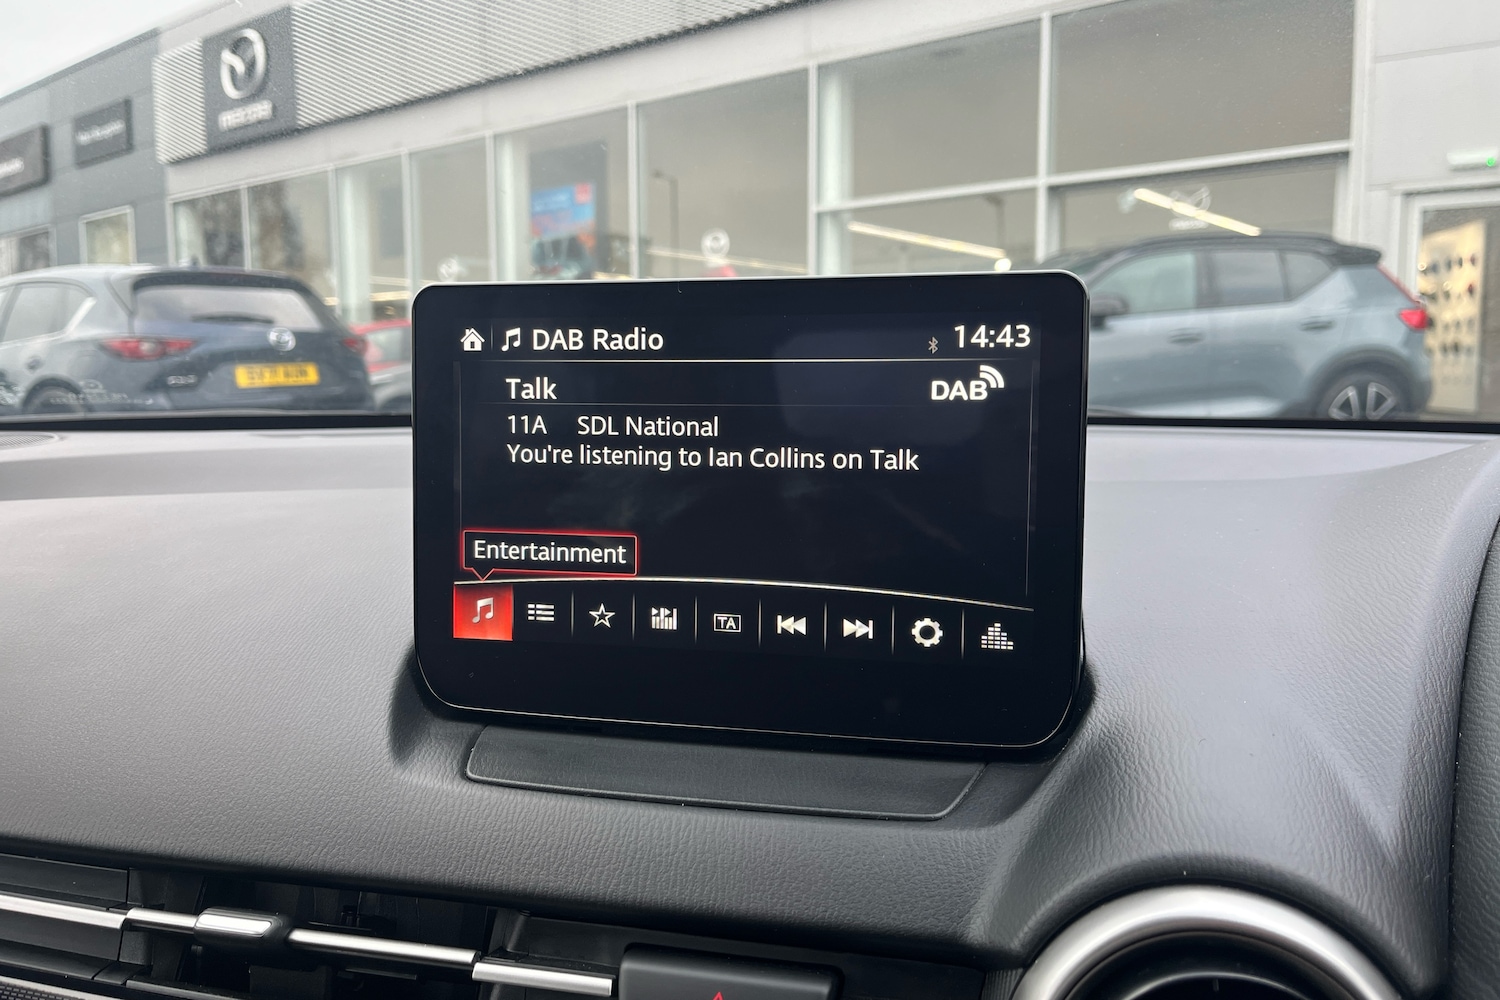 mazda
DAB Radio
14:43
Talk
DAB
11A SDL National
You're listening to Ian Collins on Talk
Entertainment
TA